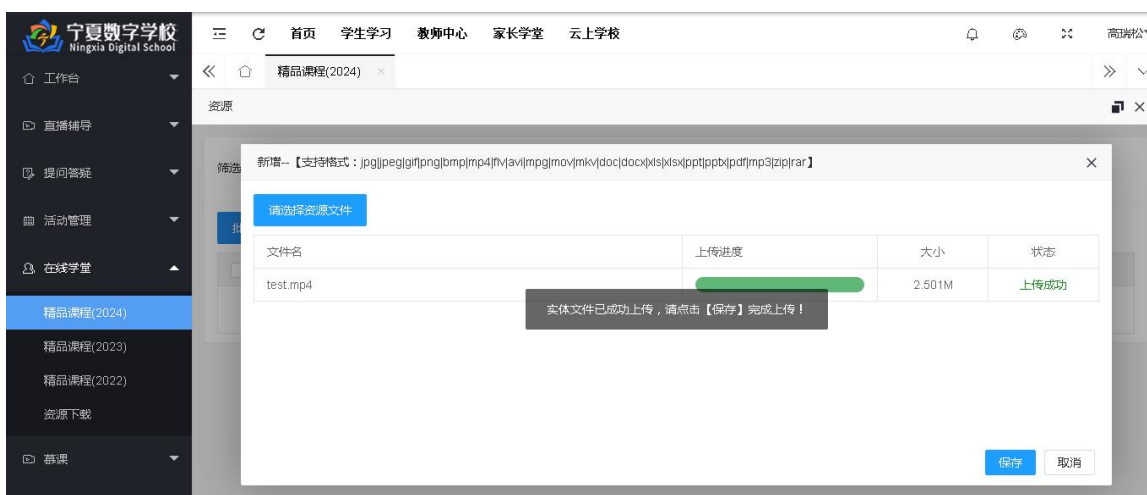 宁夏数字学校
Ningxia Digital School
首页 学生学习 教师中心 家长学堂 云上学校
高瑞松
工作台
精品课程(2024)
资源
直播辅导
筛选
新增--【支持格式：jpg|jpeg|gif|png|bmp|mp4|flv|avi|mpg|mov|mkv|doc|docx|xls|xlsx|ppt|pptx|pdf|mp3|zip|rar】
提问答疑
请选择资源文件
活动管理
批
文件名 上传进度 大小 状态
在线学堂
test.mp4 2.501M 上传成功
实体文件已成功上传，请点击【保存】完成上传！
精品课程(2024)
精品课程(2023)
精品课程(2022)
资源下载
慕课
保存 取消